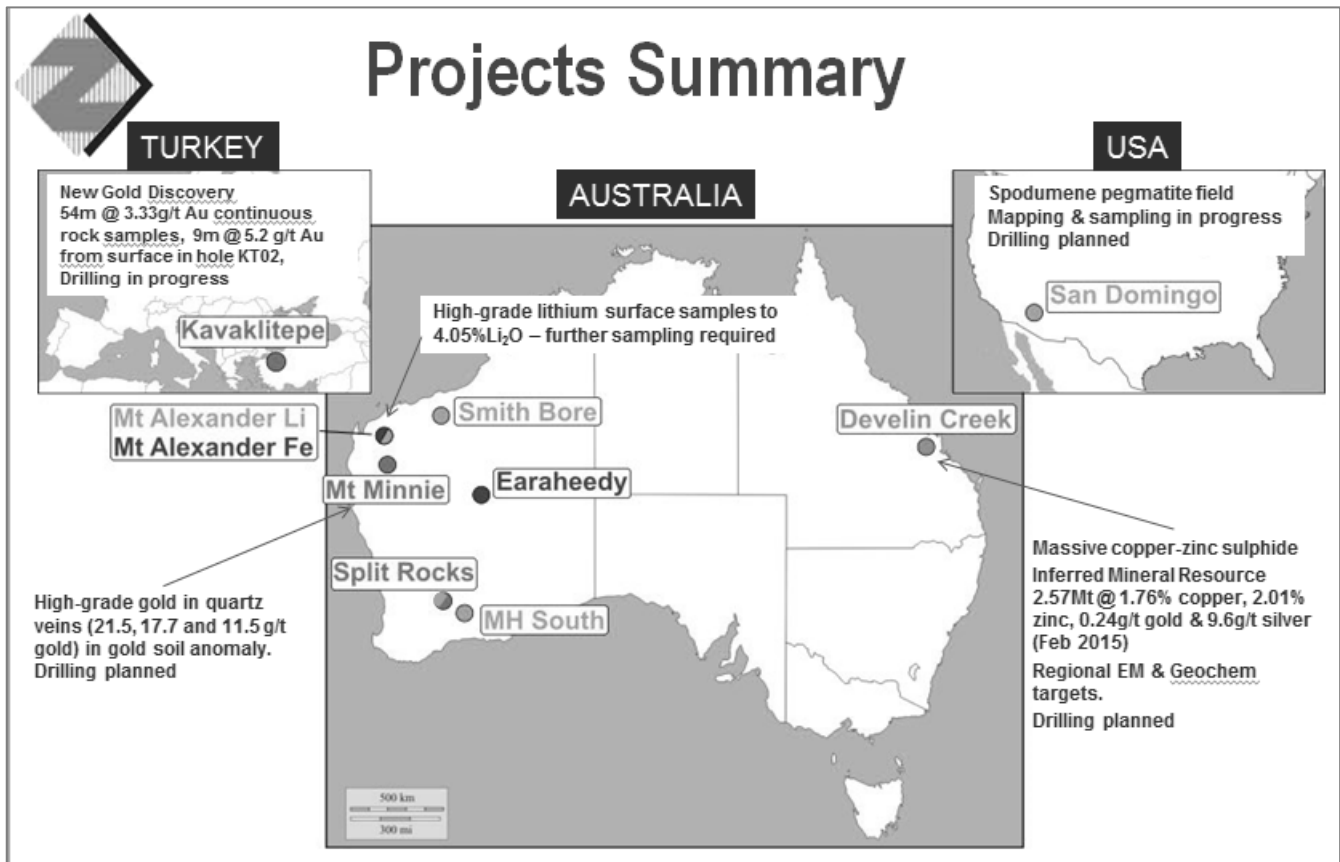 Z
Projects Summary
TURKEY
New Gold Discovery
54m @ 3.33g/t Au continuous
rock samples, 9m @ 5.2 g/t Au
from surface in hole KT02,
Drilling in progress
Kavaklitepe
AUSTRALIA
USA
Spodumene pegmatite field
Mapping & sampling in progress
Drilling planned
San Domingo
High-grade lithium surface samples to
4.05%Li₂O – further sampling required
Mt Alexander Li
Mt Alexander Fe
Smith Bore
Develin Creek
Mt Minnie
Earaheedy
Split Rocks
MH South
High-grade gold in quartz
veins (21.5, 17.7 and 11.5 g/t
gold) in gold soil anomaly.
Drilling planned
Massive copper-zinc sulphide
Inferred Mineral Resource
2.57Mt @ 1.76% copper, 2.01%
zinc, 0.24g/t gold & 9.6g/t silver
(Feb 2015)
Regional EM & Geochem
targets.
Drilling planned
500 km
300 mi